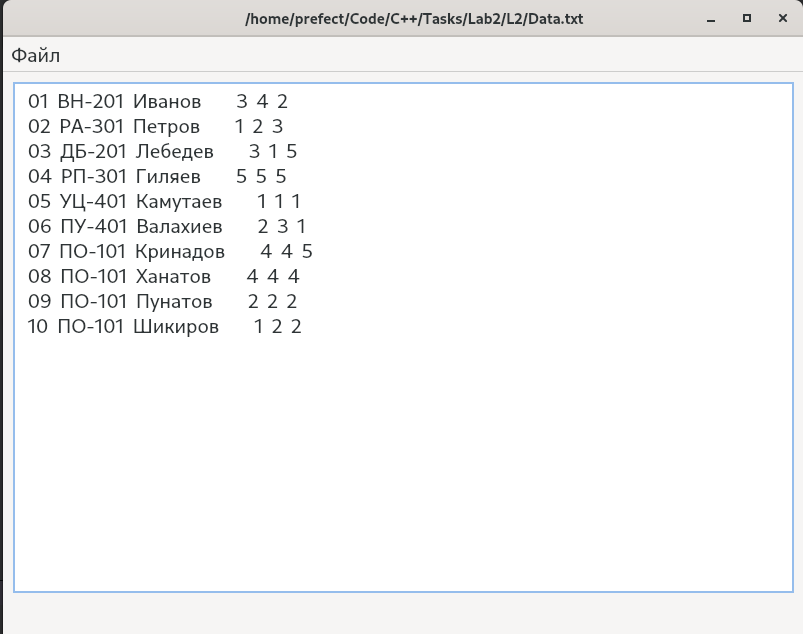 /home/prefect/Code/C++/Tasks/Lab2/L2/Data.txt
Файл
01 ВН-201 Иванов 3 4 2
02 РА-301 Петров 1 2 3
03 ДБ-201 Лебедев 3 1 5
04 РП-301 Гиляев 5 5 5
05 УЦ-401 Камутаев 1 1 1
06 ПУ-401 Валахиев 2 3 1
07 ПО-101 Кринадов 4 4 5
08 ПО-101 Ханатов 4 4 4
09 ПО-101 Пунатов 2 2 2
10 ПО-101 Шикиров 1 2 2